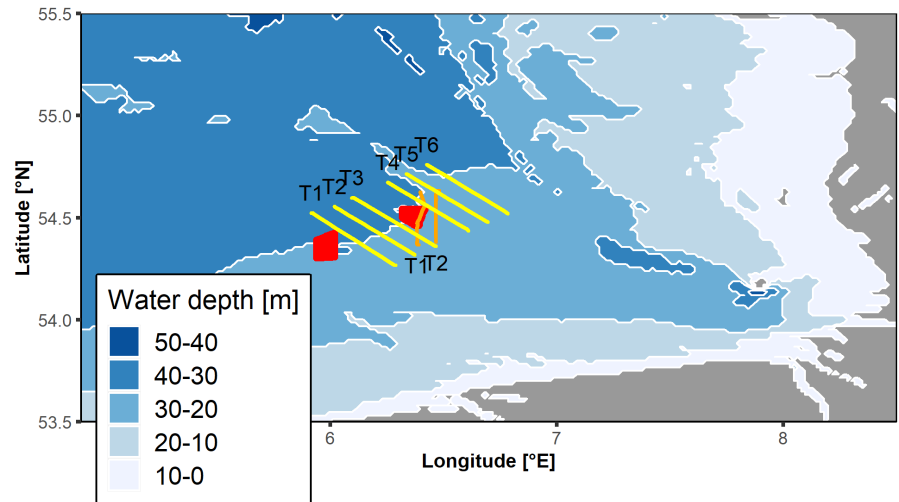 55.5
55.0
54.5
54.0
53.5
Latitude [°N]
T1
T2
T3
T4
T5
T6
T1
T2
Water depth [m]
50-40
40-30
30-20
20-10
10-0
6
7
8
Longitude [°E]